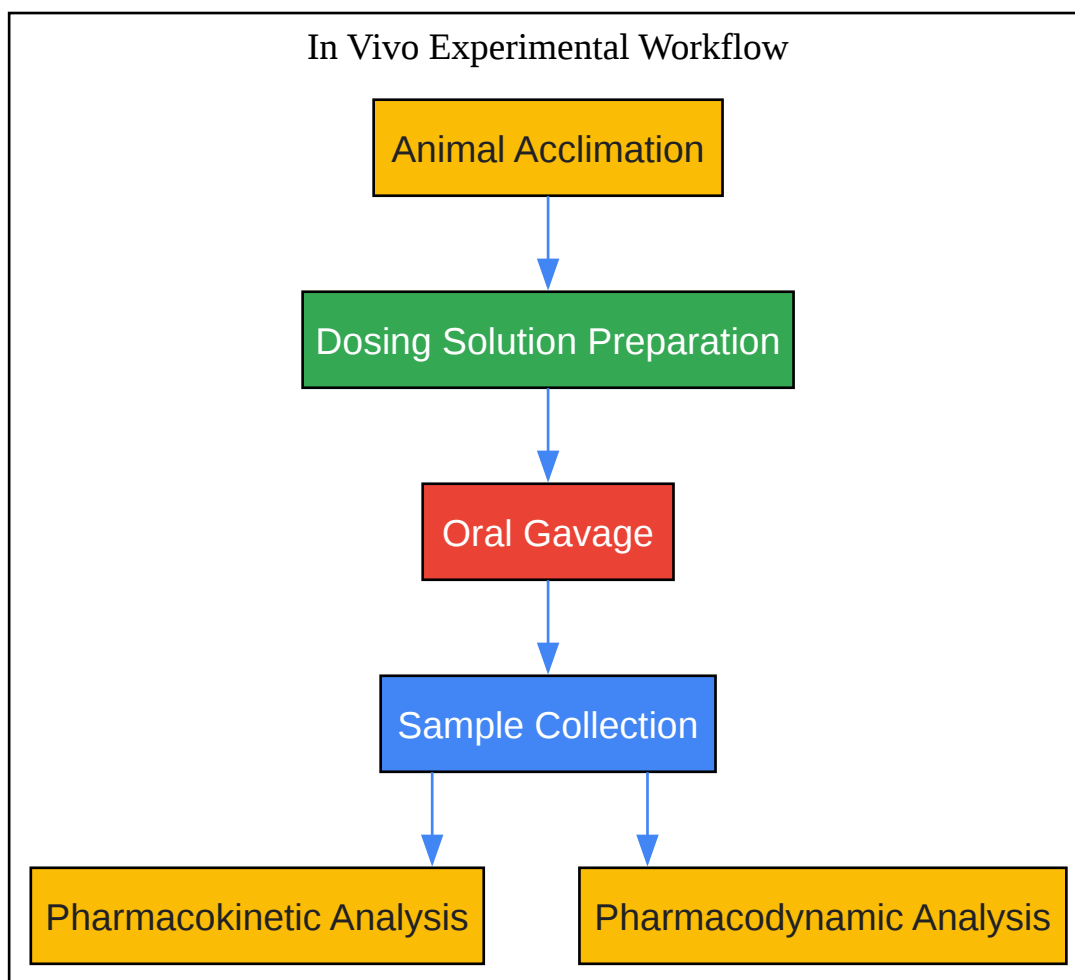 In Vivo Experimental Workflow
Animal Acclimation
Dosing Solution Preparation
Oral Gavage
Sample Collection
Pharmacokinetic Analysis
Pharmacodynamic Analysis